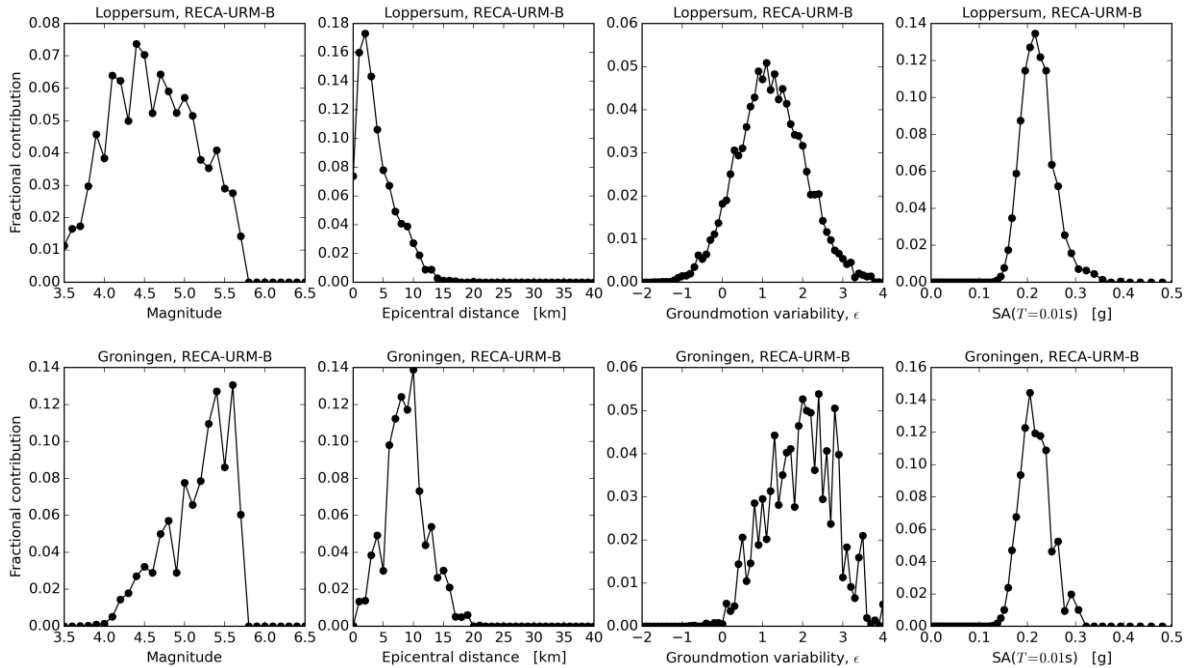 Loppersum, RECA-URM-B
0.08
0.07
0.06
0.05
0.04
0.03
0.02
0.01
0.00
Fractional contribution
3.5 4.0 4.5 5.0 5.5 6.0 6.5
Magnitude
Loppersum, RECA-URM-B
0.18
0.16
0.14
0.12
0.10
0.08
0.06
0.04
0.02
0.00
0 5 10 15 20 25 30 35 40
Epicentral distance [km]
Loppersum, RECA-URM-B
0.06
0.05
0.04
0.03
0.02
0.01
0.00
−2 −1 0 1 2 3 4
Groundmotion variability, ϵ
Loppersum, RECA-URM-B
0.14
0.12
0.10
0.08
0.06
0.04
0.02
0.00
0.0 0.1 0.2 0.3 0.4 0.5
SA(T=0.01s) [g]
Groningen, RECA-URM-B
0.14
0.12
0.10
0.08
0.06
0.04
0.02
0.00
Fractional contribution
3.5 4.0 4.5 5.0 5.5 6.0 6.5
Magnitude
Groningen, RECA-URM-B
0.14
0.12
0.10
0.08
0.06
0.04
0.02
0.00
0 5 10 15 20 25 30 35 40
Epicentral distance [km]
Groningen, RECA-URM-B
0.06
0.05
0.04
0.03
0.02
0.01
0.00
−2 −1 0 1 2 3 4
Groundmotion variability, ϵ
Groningen, RECA-URM-B
0.16
0.14
0.12
0.10
0.08
0.06
0.04
0.02
0.00
0.0 0.1 0.2 0.3 0.4 0.5
SA(T=0.01s) [g]